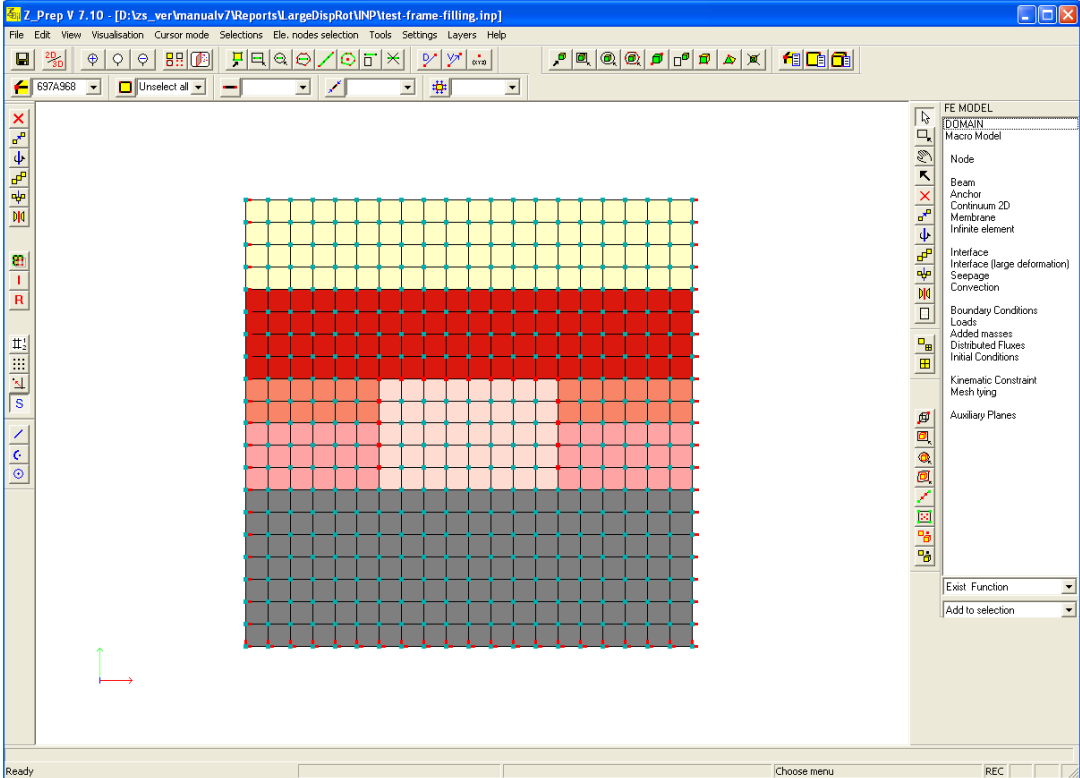 Z_Prep V 7.10 - [D:\zs_ver\manualv7\Reports\LargeDispRot\INP\test-frame-filling.inp]
File Edit View Visualisation Cursor mode Selections Ele. nodes selection Tools Settings Layers Help
2D/3D
697A968 Unselect all
FE MODEL
DOMAIN
Macro Model
Node
Beam
Anchor
Continuum 2D
Membrane
Infinite element
Interface
Interface (large deformation)
Seepage
Convection
Boundary Conditions
Loads
Added masses
Distributed Fluxes
Initial Conditions
Kinematic Constraint
Mesh tying
Auxiliary Planes
I
R
S
Exist Function
Add to selection
Ready Choose menu REC